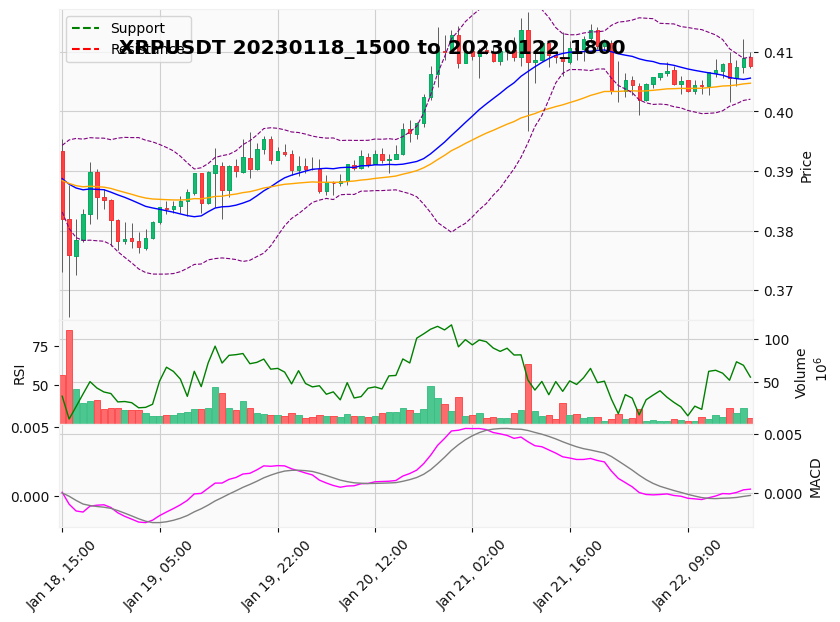 XRPUSDT 20230118_1500 to 20230122_1800
Support
Resistance
0.41
0.40
0.39
0.38
0.37
Price
75
50
RSI
100
50
Volume
10^6
0.005
0.000
0.005
0.000
MACD
Jan 18, 15:00
Jan 19, 05:00
Jan 19, 22:00
Jan 20, 12:00
Jan 21, 02:00
Jan 21, 16:00
Jan 22, 09:00